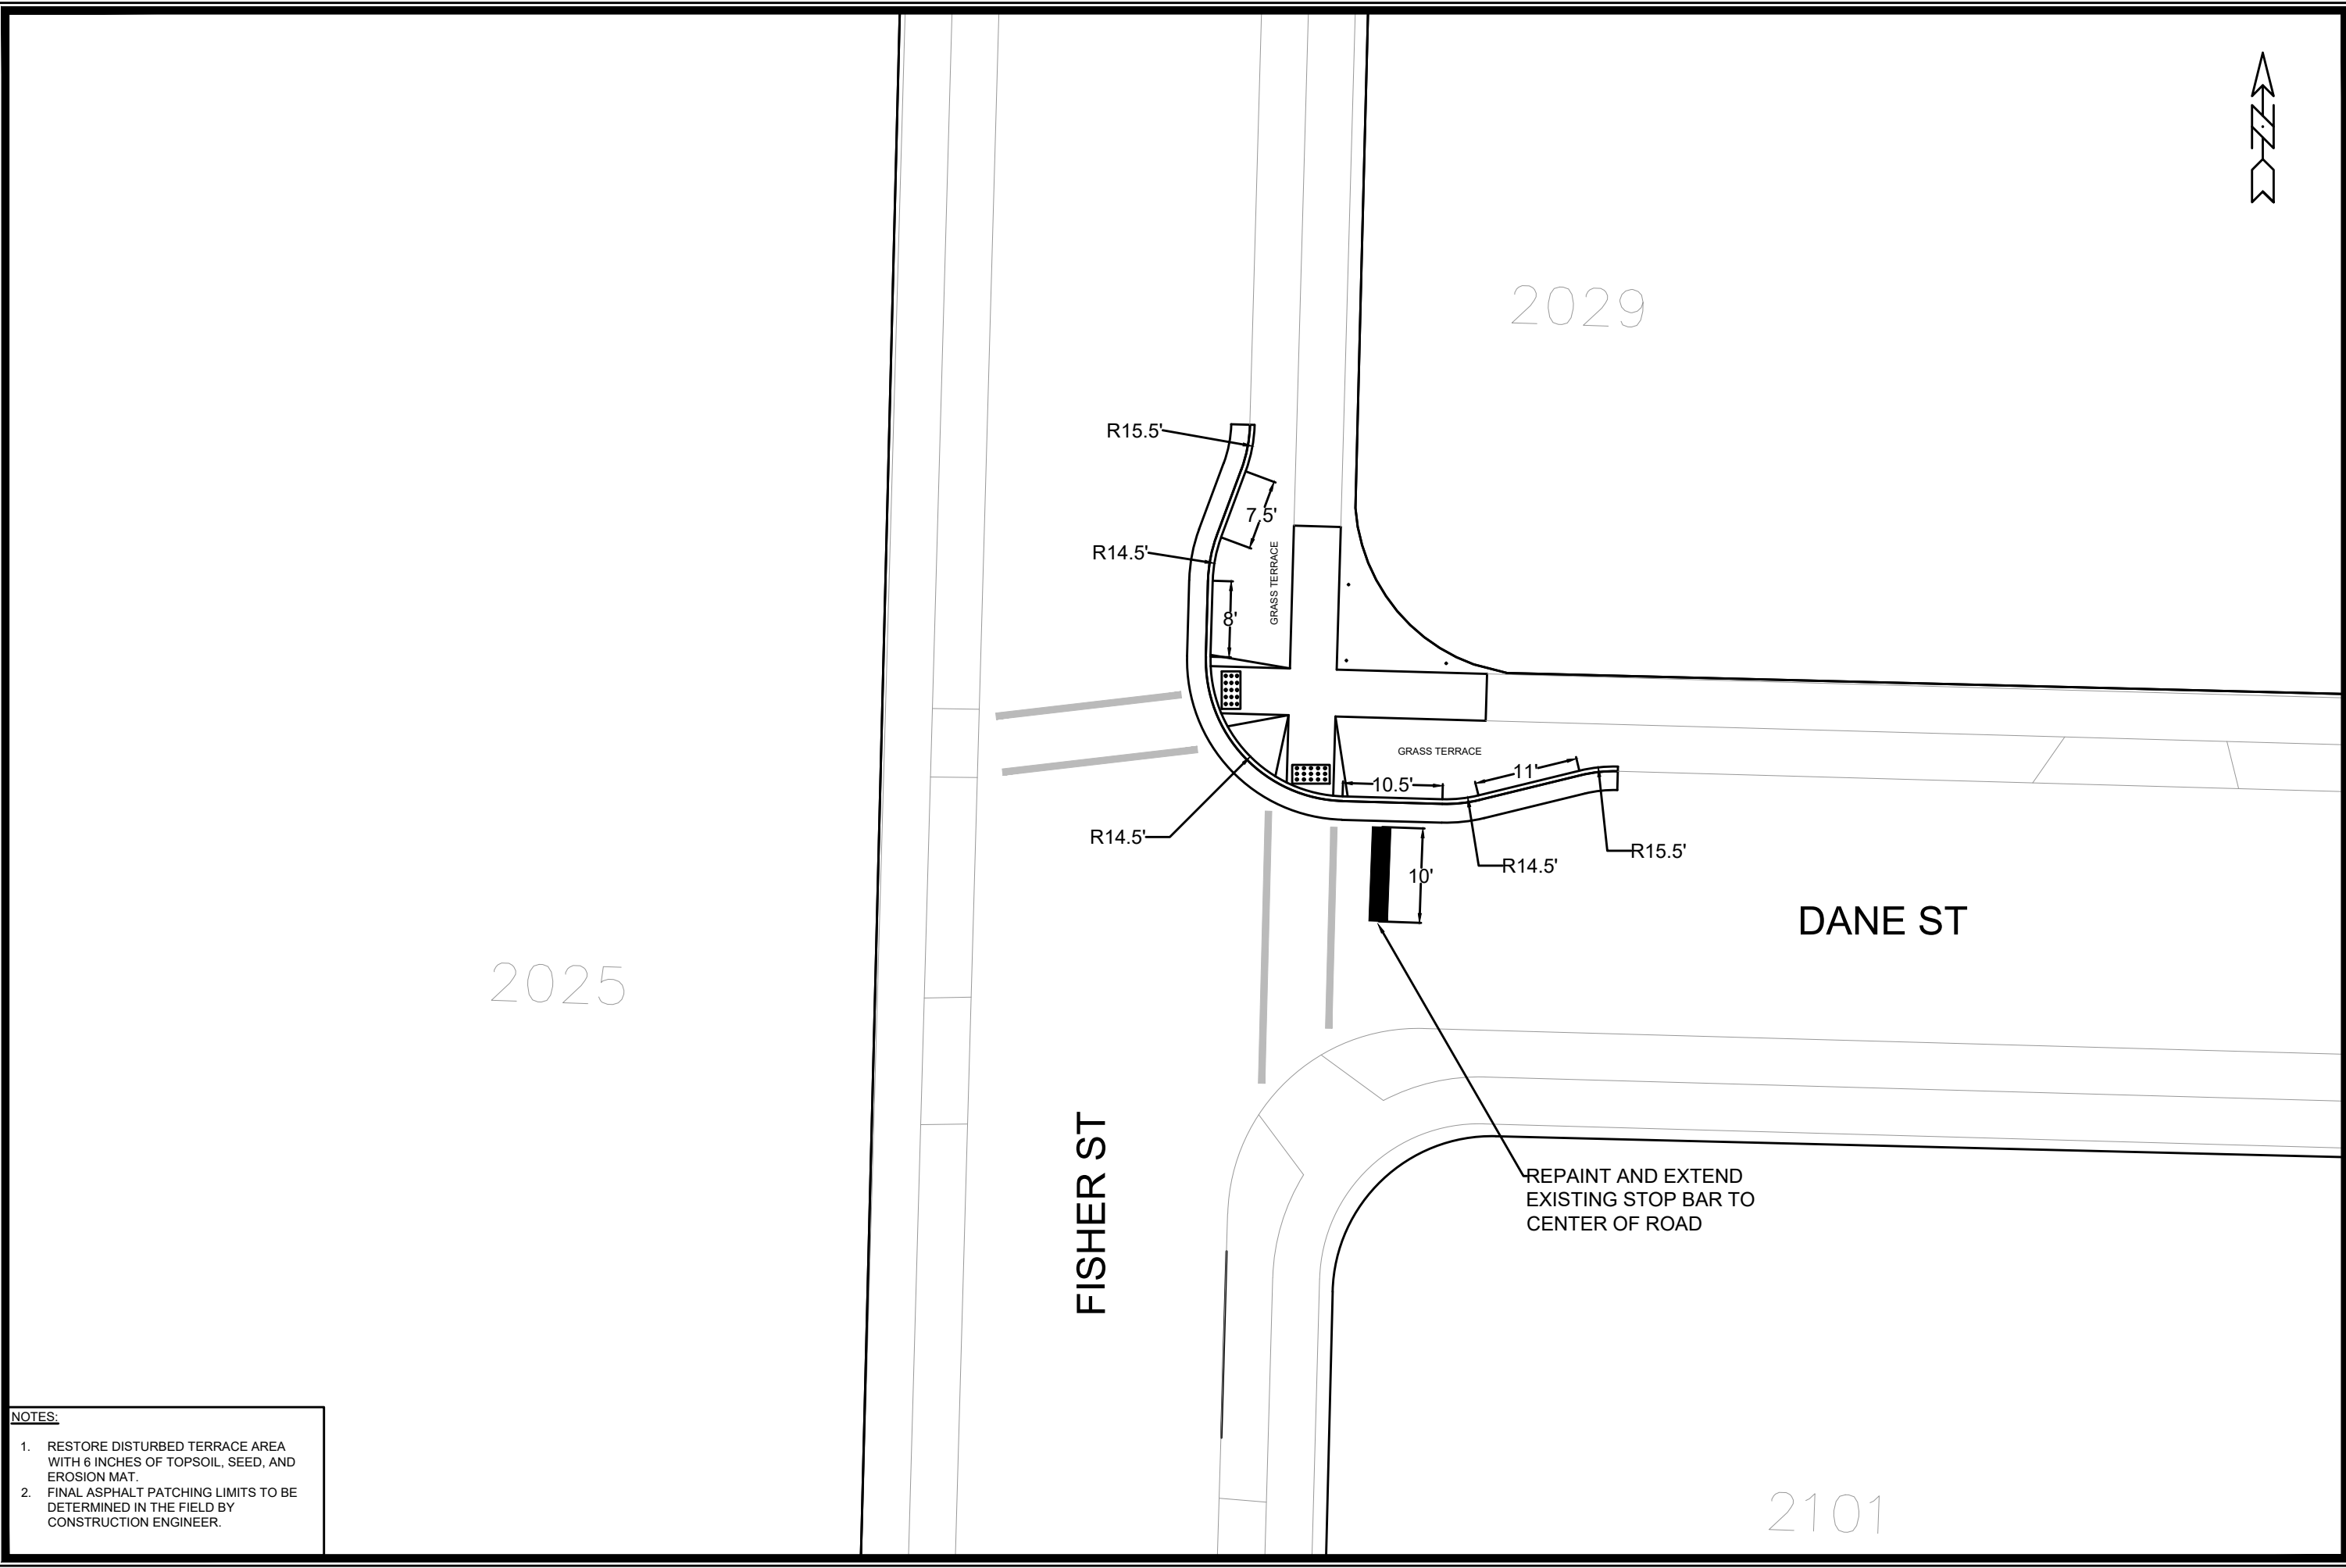 N
2029
R15.5'
7.5'
R14.5'
GRASS TERRACE
8'
GRASS TERRACE
11'
10.5'
R14.5'
R15.5'
R14.5'
10'
DANE ST
2025
FISHER ST
REPAINT AND EXTEND
EXISTING STOP BAR TO
CENTER OF ROAD
NOTES:
1. RESTORE DISTURBED TERRACE AREA
WITH 6 INCHES OF TOPSOIL, SEED, AND
EROSION MAT.
2. FINAL ASPHALT PATCHING LIMITS TO BE
DETERMINED IN THE FIELD BY
CONSTRUCTION ENGINEER.
2101